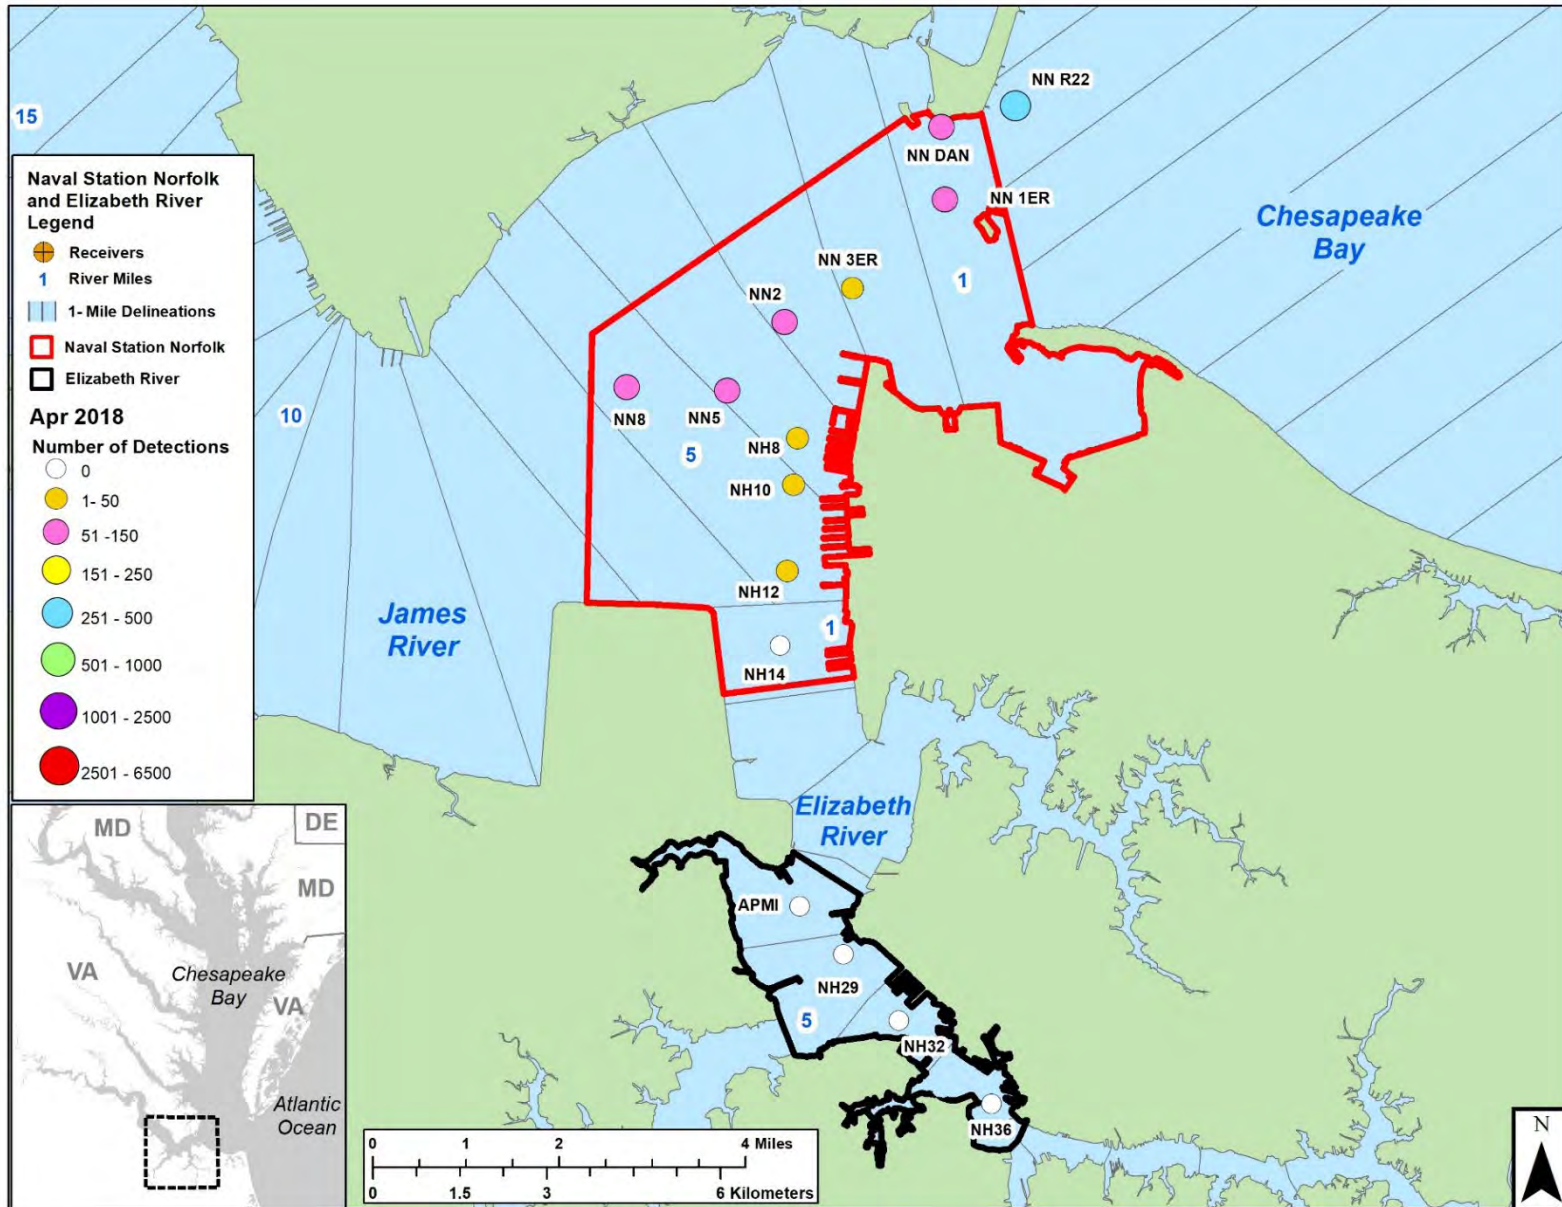 NN R22
15
NN DAN
Naval Station Norfolk
and Elizabeth River
Legend
Receivers
1 River Miles
1- Mile Delineations
Naval Station Norfolk
Elizabeth River
Apr 2018
Number of Detections
0
1- 50
51 -150
151 - 250
251 - 500
501 - 1000
1001 - 2500
2501 - 6500
NN 1ER
Chesapeake
Bay
NN 3ER
1
NN2
NN8
NN5
10
5
NH8
NH10
NH12
James
River
1
NH14
Elizabeth
River
APMI
NH29
5
NH32
NH36
MD
DE
MD
VA
Chesapeake
Bay
VA
Atlantic
Ocean
0 1 2 4 Miles
0 1.5 3 6 Kilometers
N